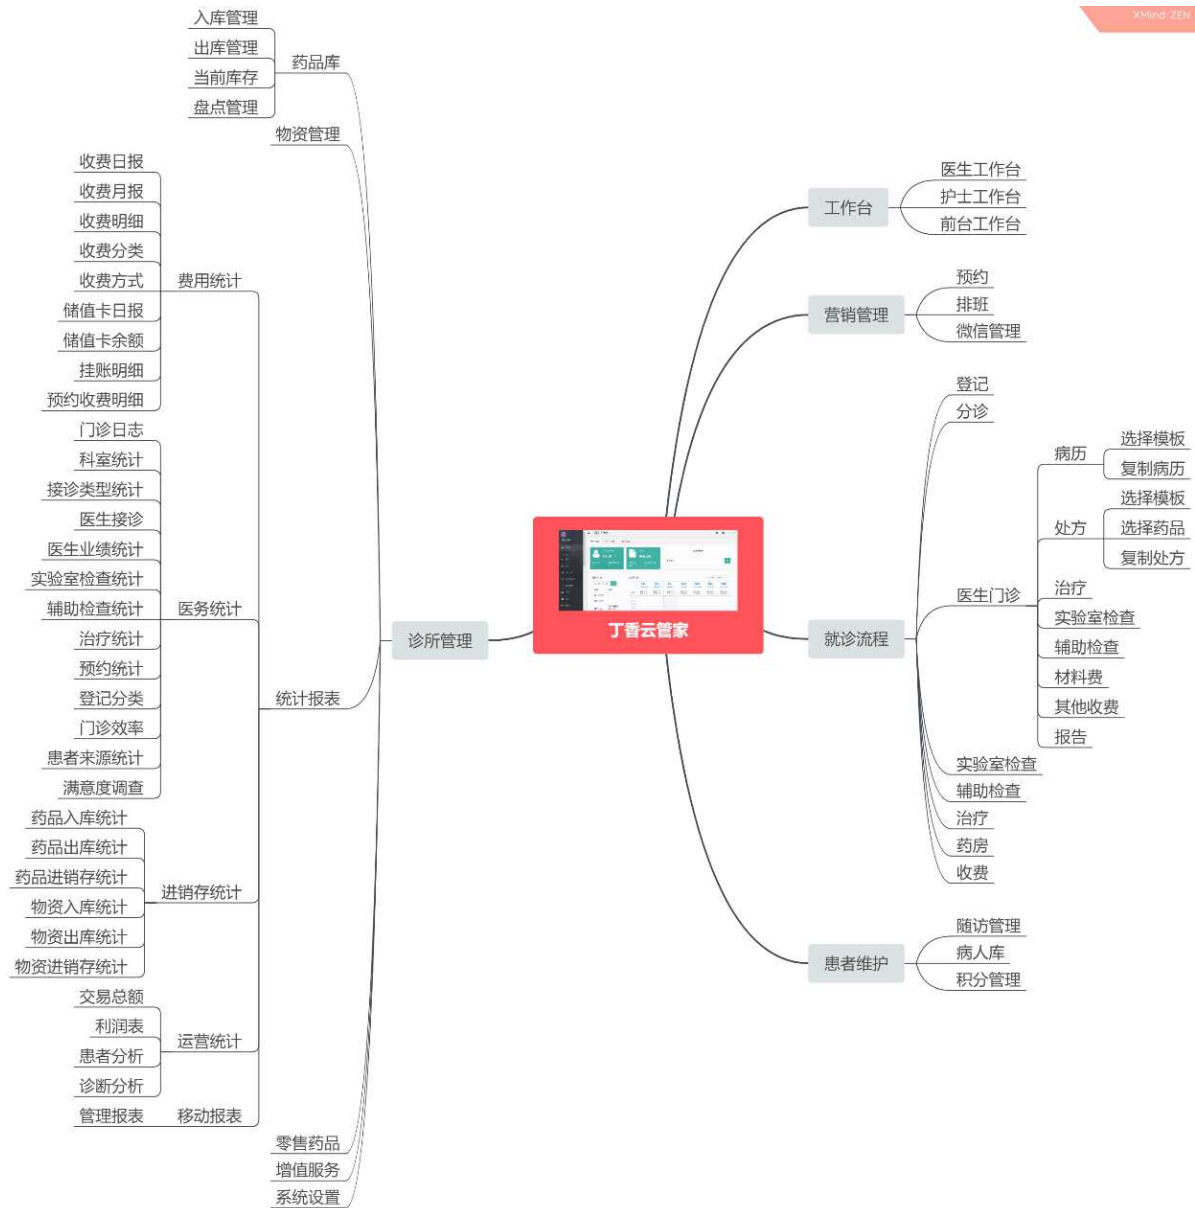 XMind:ZEN
丁香云管家
工作台
医生工作台
护士工作台
前台工作台
营销管理
预约
排班
微信管理
就诊流程
登记
分诊
医生门诊
病历
选择模板
复制病历
处方
选择模板
选择药品
复制处方
治疗
实验室检查
辅助检查
材料费
其他收费
报告
实验室检查
辅助检查
治疗
药房
收费
患者维护
随访管理
病人库
积分管理
诊所管理
药品库
入库管理
出库管理
当前库存
盘点管理
物资管理
统计报表
费用统计
收费日报
收费月报
收费明细
收费分类
收费方式
储值卡日报
储值卡余额
挂账明细
预约收费明细
医务统计
门诊日志
科室统计
接诊类型统计
医生接诊
医生业绩统计
实验室检查统计
辅助检查统计
治疗统计
预约统计
登记分类
门诊效率
患者来源统计
满意度调查
进销存统计
药品入库统计
药品出库统计
药品进销存统计
物资入库统计
物资出库统计
物资进销存统计
运营统计
交易总额
利润表
患者分析
诊断分析
移动报表
管理报表
零售药品
增值服务
系统设置